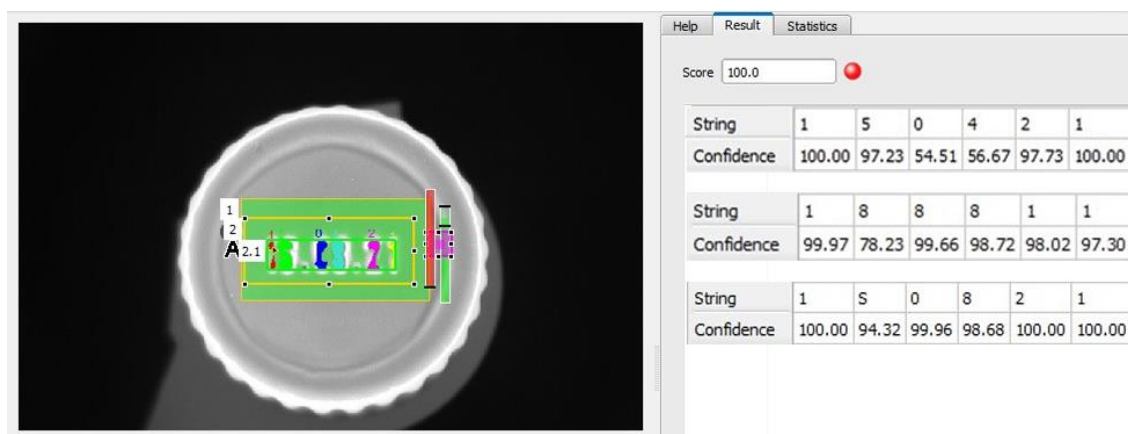 Help Result Statistics
Score 100.0
String 1 5 0 4 2 1
Confidence 100.00 97.23 54.51 56.67 97.73 100.00
String 1 8 8 8 1 1
Confidence 99.97 78.23 99.66 98.72 98.02 97.30
String 1 S 0 8 2 1
Confidence 100.00 94.32 99.96 98.68 100.00 100.00
1
2
A 2.1